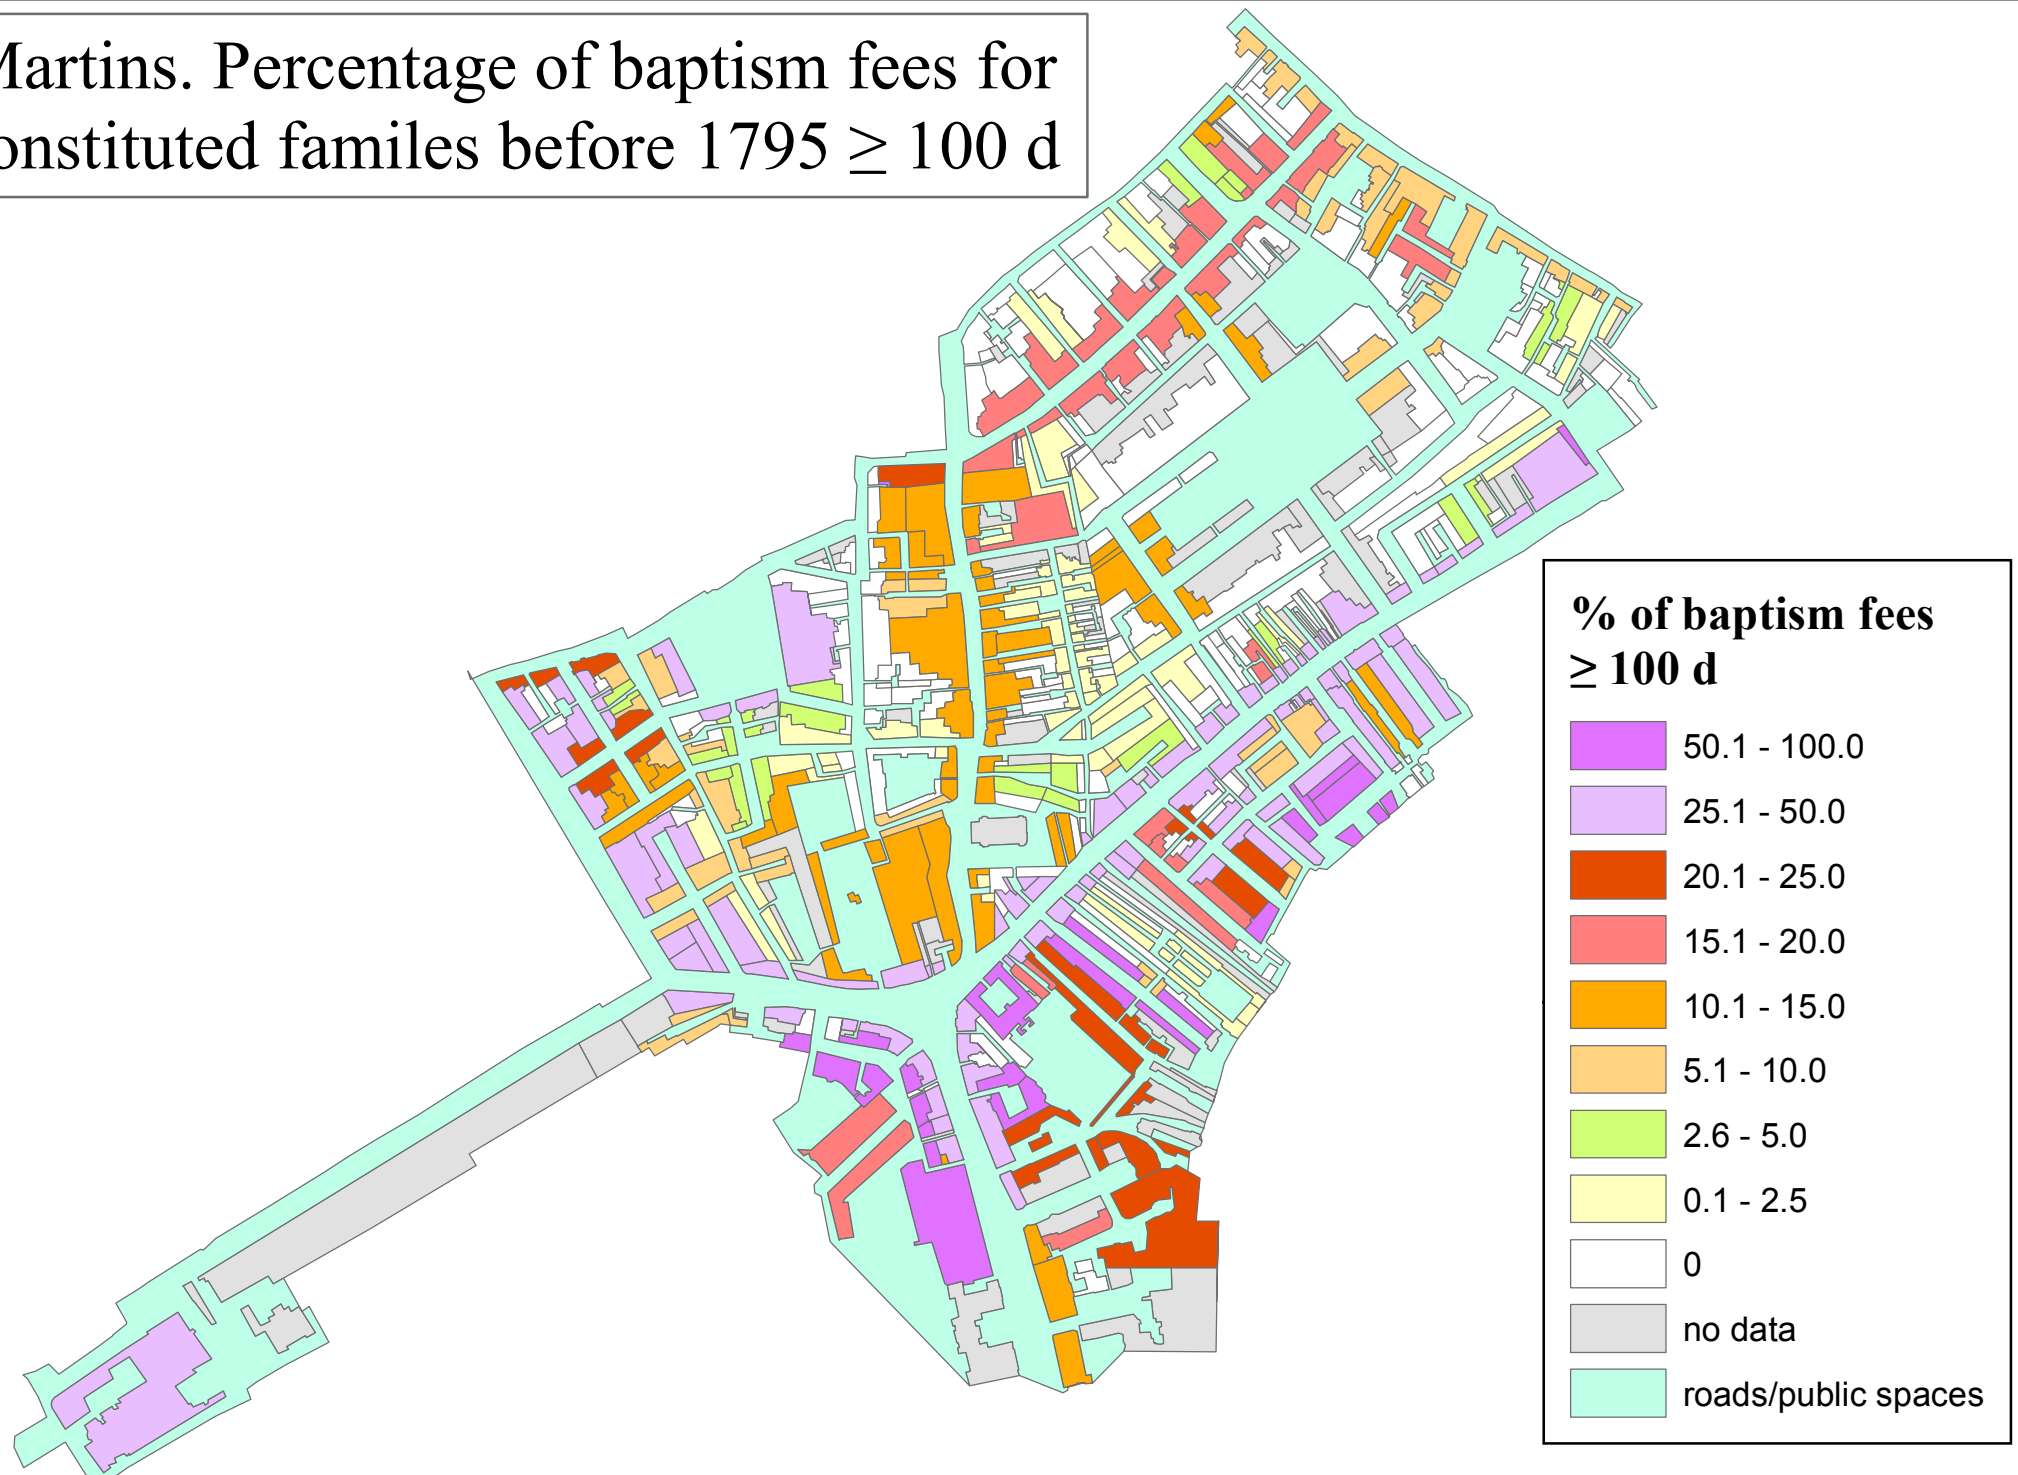 Martins. Percentage of baptism fees for
onstituted familes before 1795 ≥ 100 d
% of baptism fees
≥ 100 d
50.1 - 100.0
25.1 - 50.0
20.1 - 25.0
15.1 - 20.0
10.1 - 15.0
5.1 - 10.0
2.6 - 5.0
0.1 - 2.5
0
no data
roads/public spaces